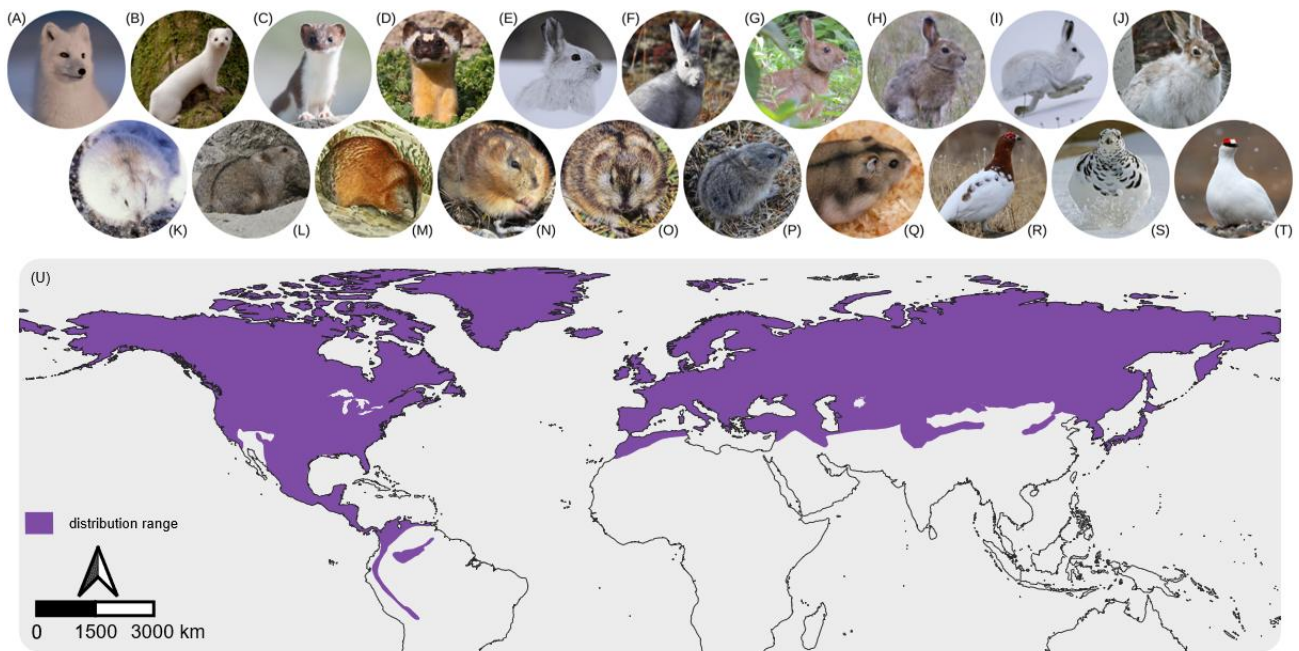 (A) (B) (C) (D) (E) (F) (G) (H) (I) (J)
(K) (L) (M) (N) (O) (P) (Q) (R) (S) (T)
(U)
distribution range
0 1500 3000 km